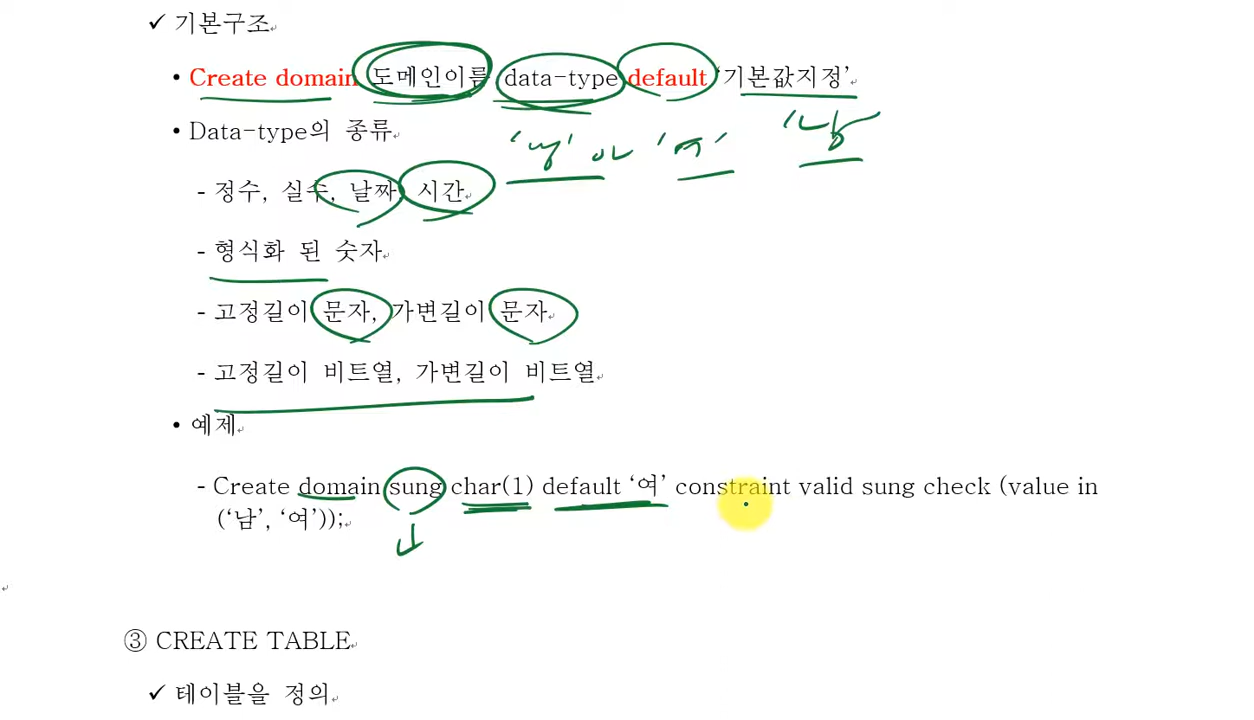 ✓ 기본구조
• Create domain 도메인이름 data-type default ‘기본값지정’
• Data-type의 종류
‘남’ 아 ‘여’ ‘남
- 정수, 실수, 날짜, 시간
- 형식화 된 숫자
- 고정길이 문자, 가변길이 문자
- 고정길이 비트열, 가변길이 비트열
• 예제
- Create domain sung char(1) default ‘여’ constraint valid sung check (value in
(‘남’, ‘여’));
③ CREATE TABLE
✓ 테이블을 정의